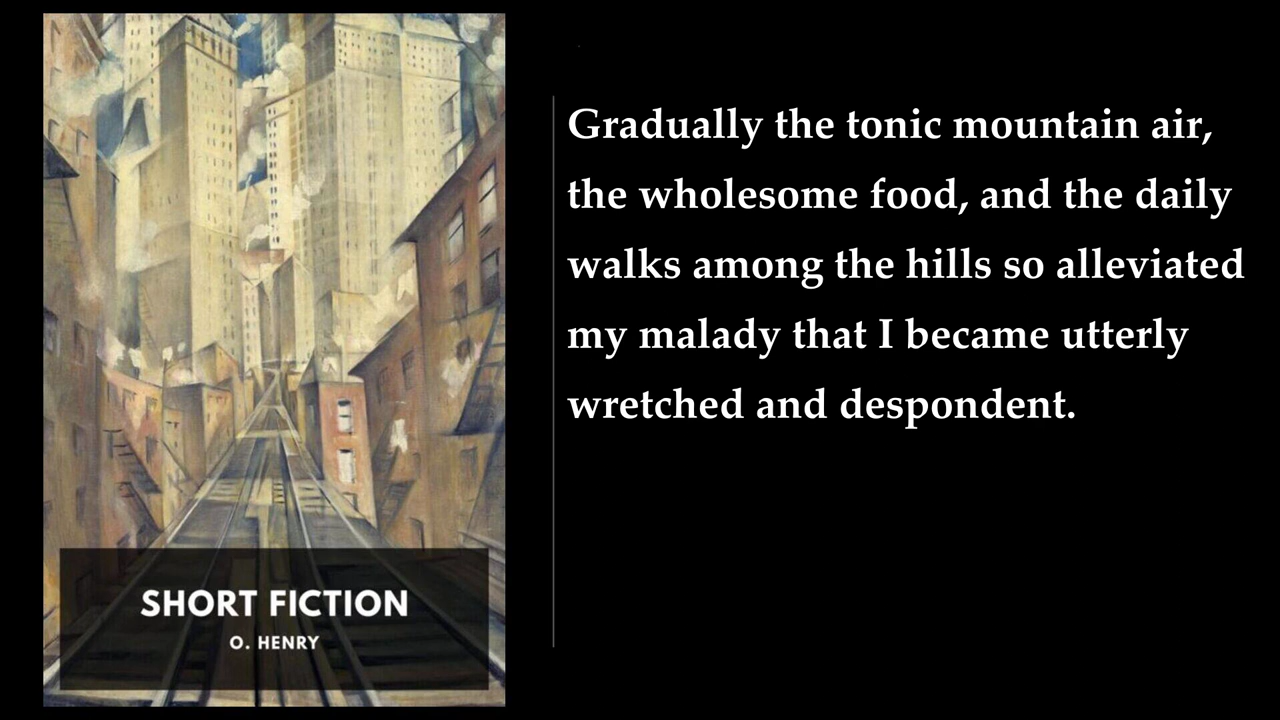 SHORT FICTION
O. HENRY
Gradually the tonic mountain air,
the wholesome food, and the daily
walks among the hills so alleviated
my malady that I became utterly
wretched and despondent.